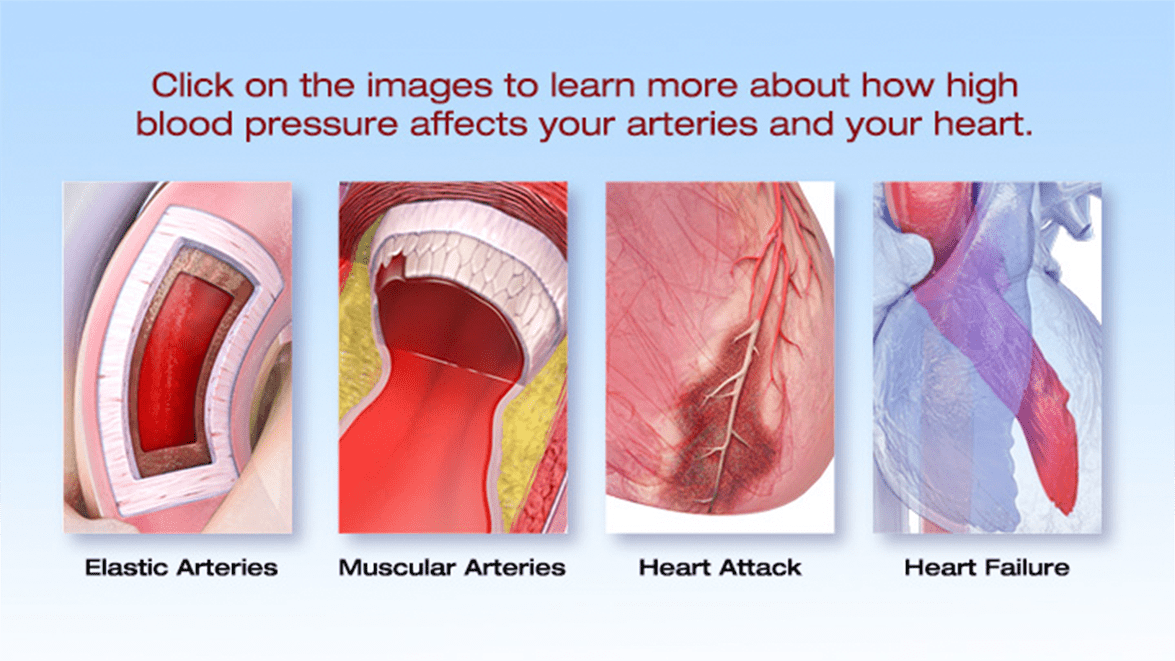 Click on the images to learn more about how high
blood pressure affects your arteries and your heart.
Elastic Arteries
Muscular Arteries
Heart Attack
Heart Failure